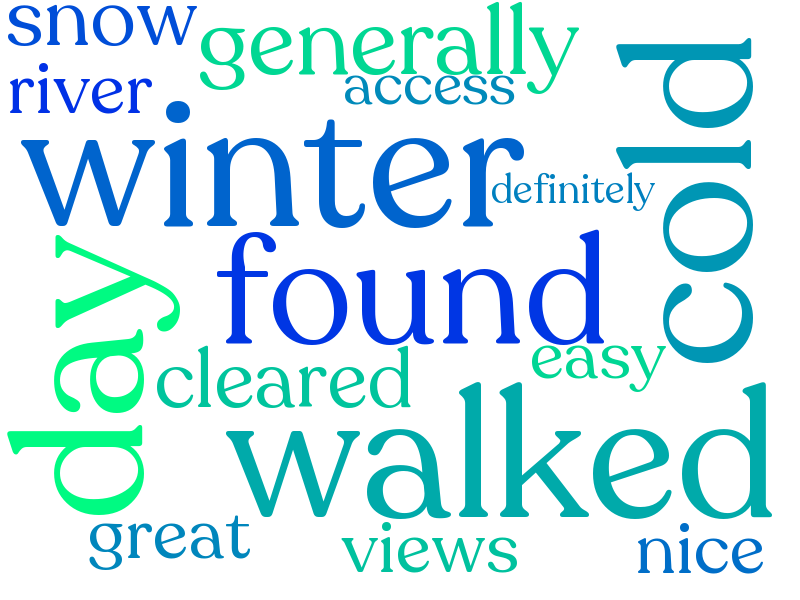 snow
generally
river
access
cold
winter
definitely
found
day
cleared
easy
walked
great
views
nice